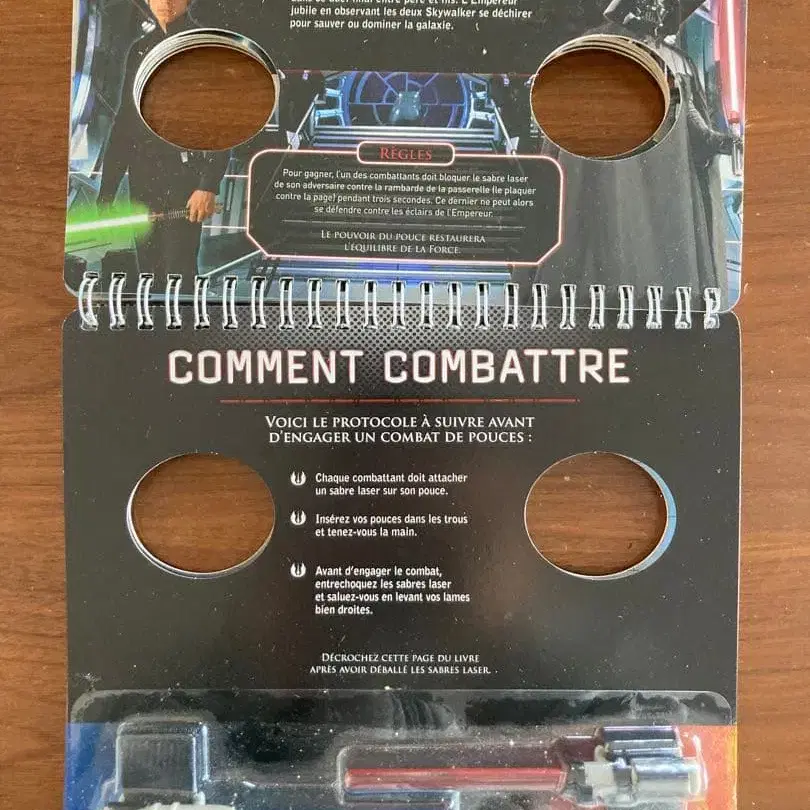 dans ce duel final entre père et fils. L'Empereur
jubile en observant les deux Skywalker se déchirer
pour sauver ou dominer la galaxie.
RÈGLES
Pour gagner, l'un des combattants doit bloquer le sabre laser
de son adversaire contre la rambarde de la passerelle (le plaquer
contre la page) pendant trois secondes. Ce dernier ne peut alors
se défendre contre les éclairs de l'Empereur.
LE POUVOIR DU POUCE RESTAURERA
L'ÉQUILIBRE DE LA FORCE.
COMMENT COMBATTRE
VOICI LE PROTOCOLE À SUIVRE AVANT
D'ENGAGER UN COMBAT DE POUCES :
Chaque combattant doit attacher
un sabre laser sur son pouce.
Insérez vos pouces dans les trous
et tenez-vous la main.
Avant d'engager le combat,
entrechoquez les sabres laser
et saluez-vous en levant vos lames
bien droites.
DÉCROCHEZ CETTE PAGE DU LIVRE
APRÈS AVOIR DÉBALLÉ LES SABRES LASER.